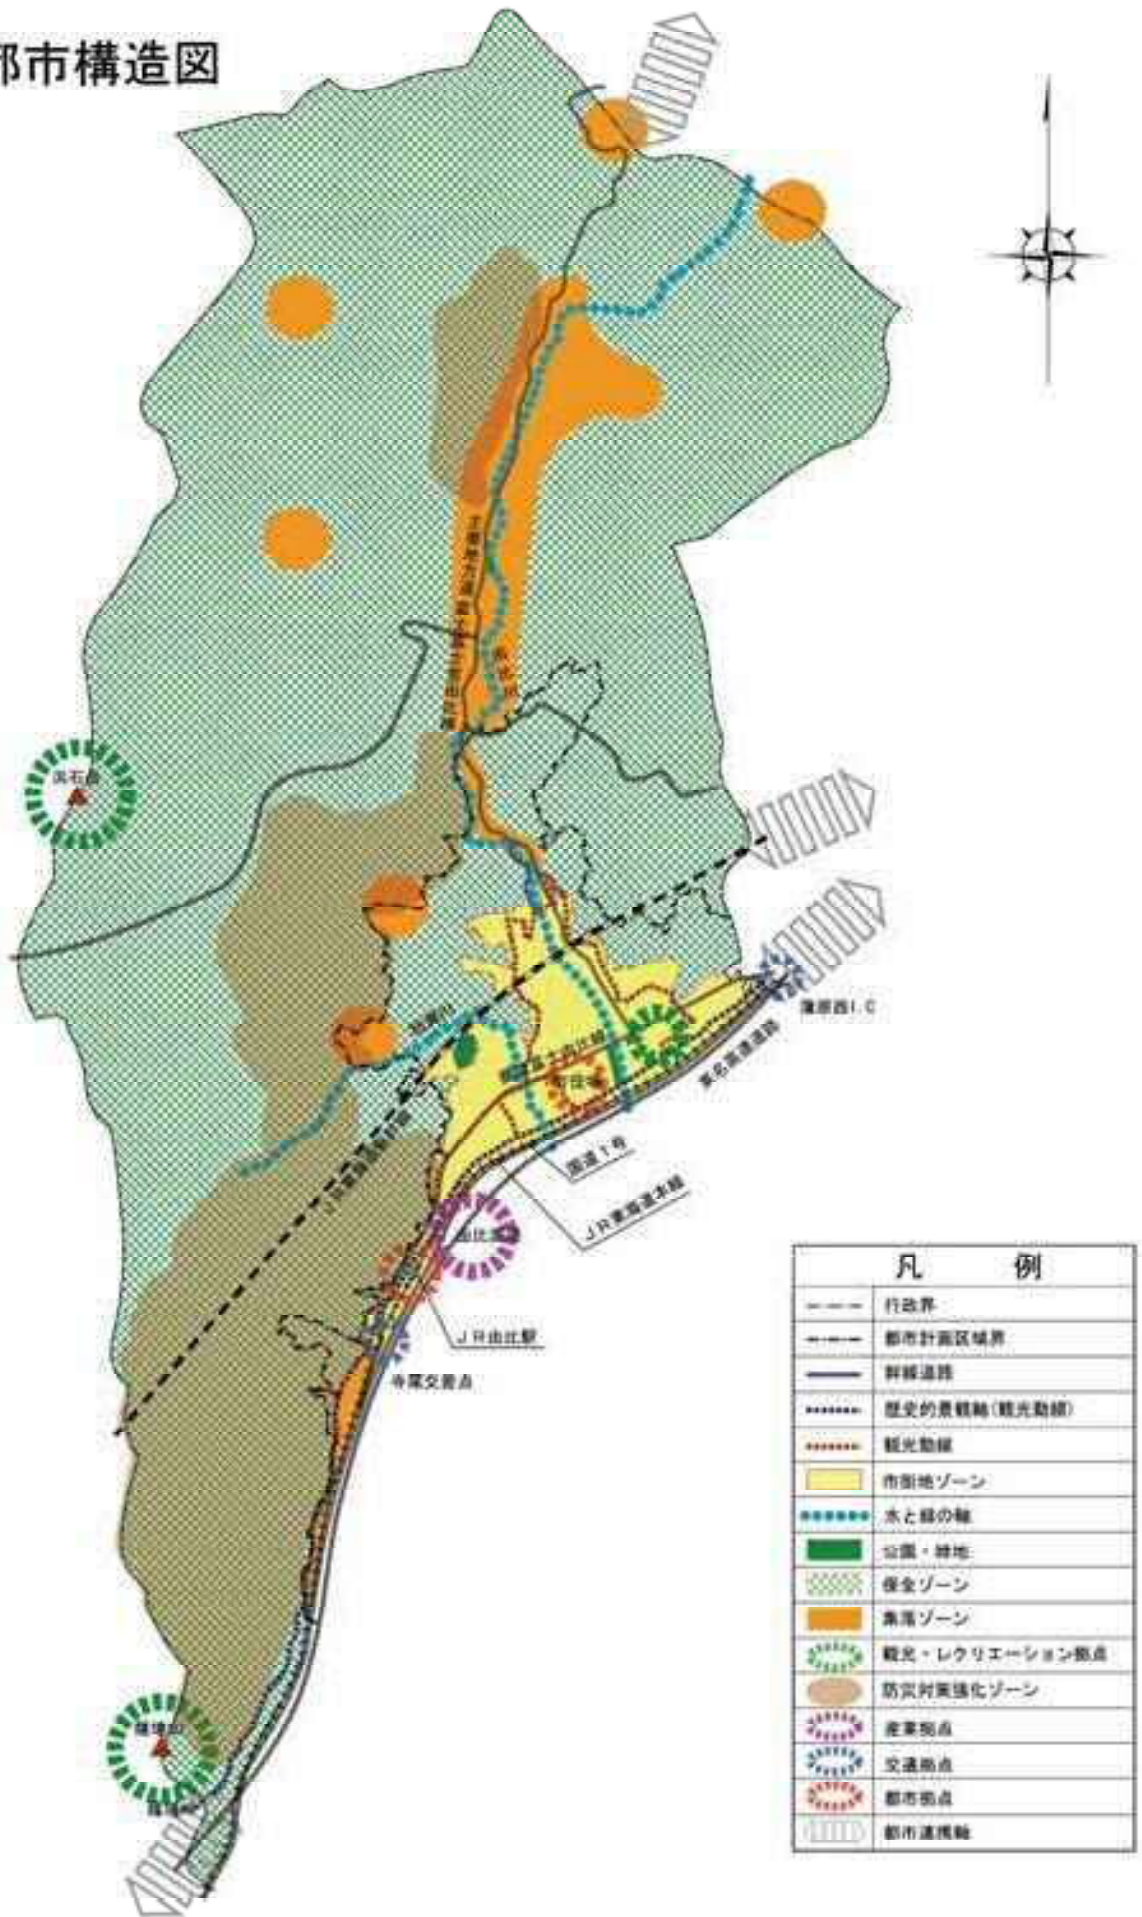 都市構造図
浜石岳
蒲原西I.C
東名高速道路
国道1号
JR東海道本線
JR由比駅
寺尾交差点
凡 例
行政界
都市計画区域界
幹線道路
歴史的景観軸(観光動線)
観光動線
市街地ゾーン
水と緑の軸
公園・緑地
保全ゾーン
集落ゾーン
観光・レクリエーション拠点
防災対策強化ゾーン
産業拠点
交通拠点
都市拠点
都市連携軸